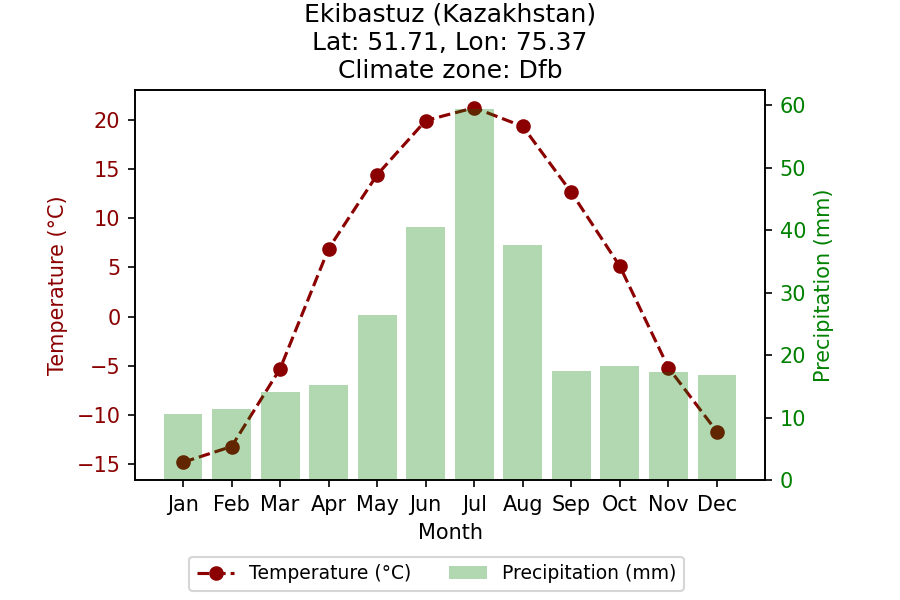 Ekibastuz (Kazakhstan)
Lat: 51.71, Lon: 75.37
Climate zone: Dfb
Temperature (°C)
20
15
10
5
0
−5
−10
−15
60
50
40
30
20
10
0
Precipitation (mm)
Jan Feb Mar Apr May Jun Jul Aug Sep Oct Nov Dec
Month
Temperature (°C) Precipitation (mm)